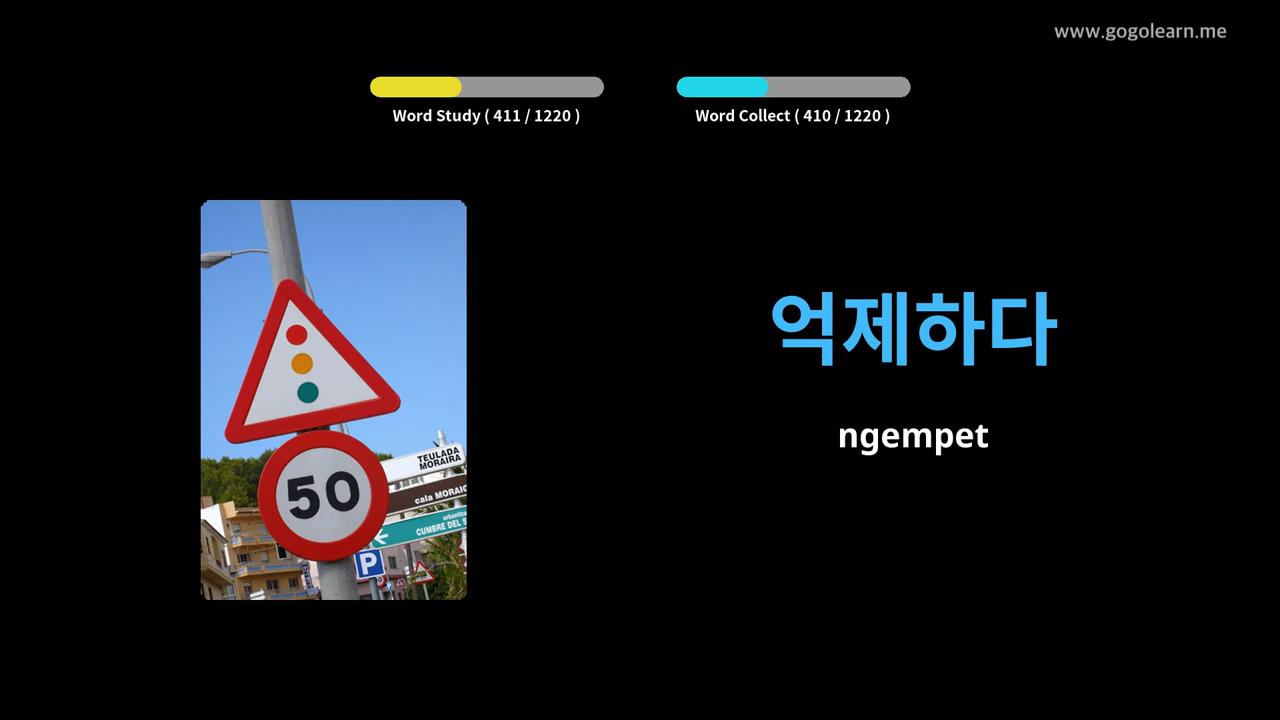 www.gogolearn.me
Word Study ( 411 / 1220 )
Word Collect ( 410 / 1220 )
억제하다
ngempet
50
TEULADA
MORAIRA
cala
CUMBRE DEL
P